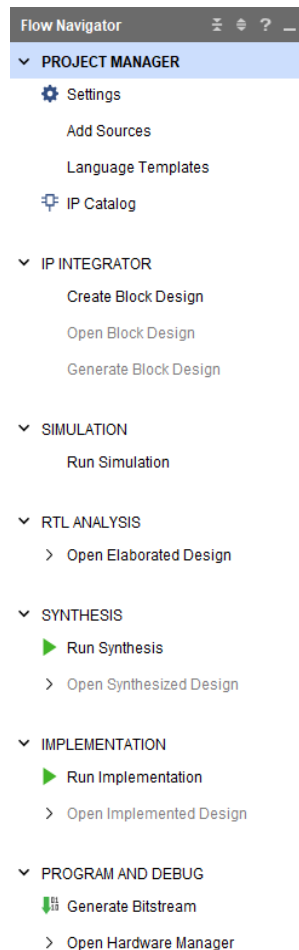 Flow Navigator ? _
PROJECT MANAGER
Settings
Add Sources
Language Templates
IP Catalog
IP INTEGRATOR
Create Block Design
Open Block Design
Generate Block Design
SIMULATION
Run Simulation
RTL ANALYSIS
Open Elaborated Design
SYNTHESIS
Run Synthesis
Open Synthesized Design
IMPLEMENTATION
Run Implementation
Open Implemented Design
PROGRAM AND DEBUG
Generate Bitstream
Open Hardware Manager